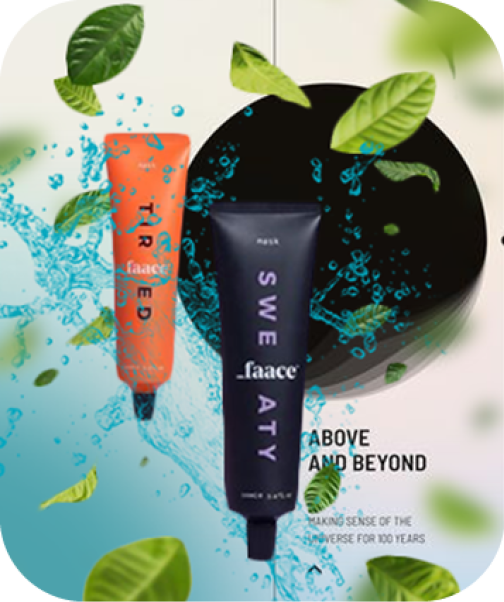 mask
TIRED
faace
mask
SWEATY
faace
ABOVE
AND BEYOND
MAKING SENSE OF THE
UNIVERSE FOR 100 YEARS